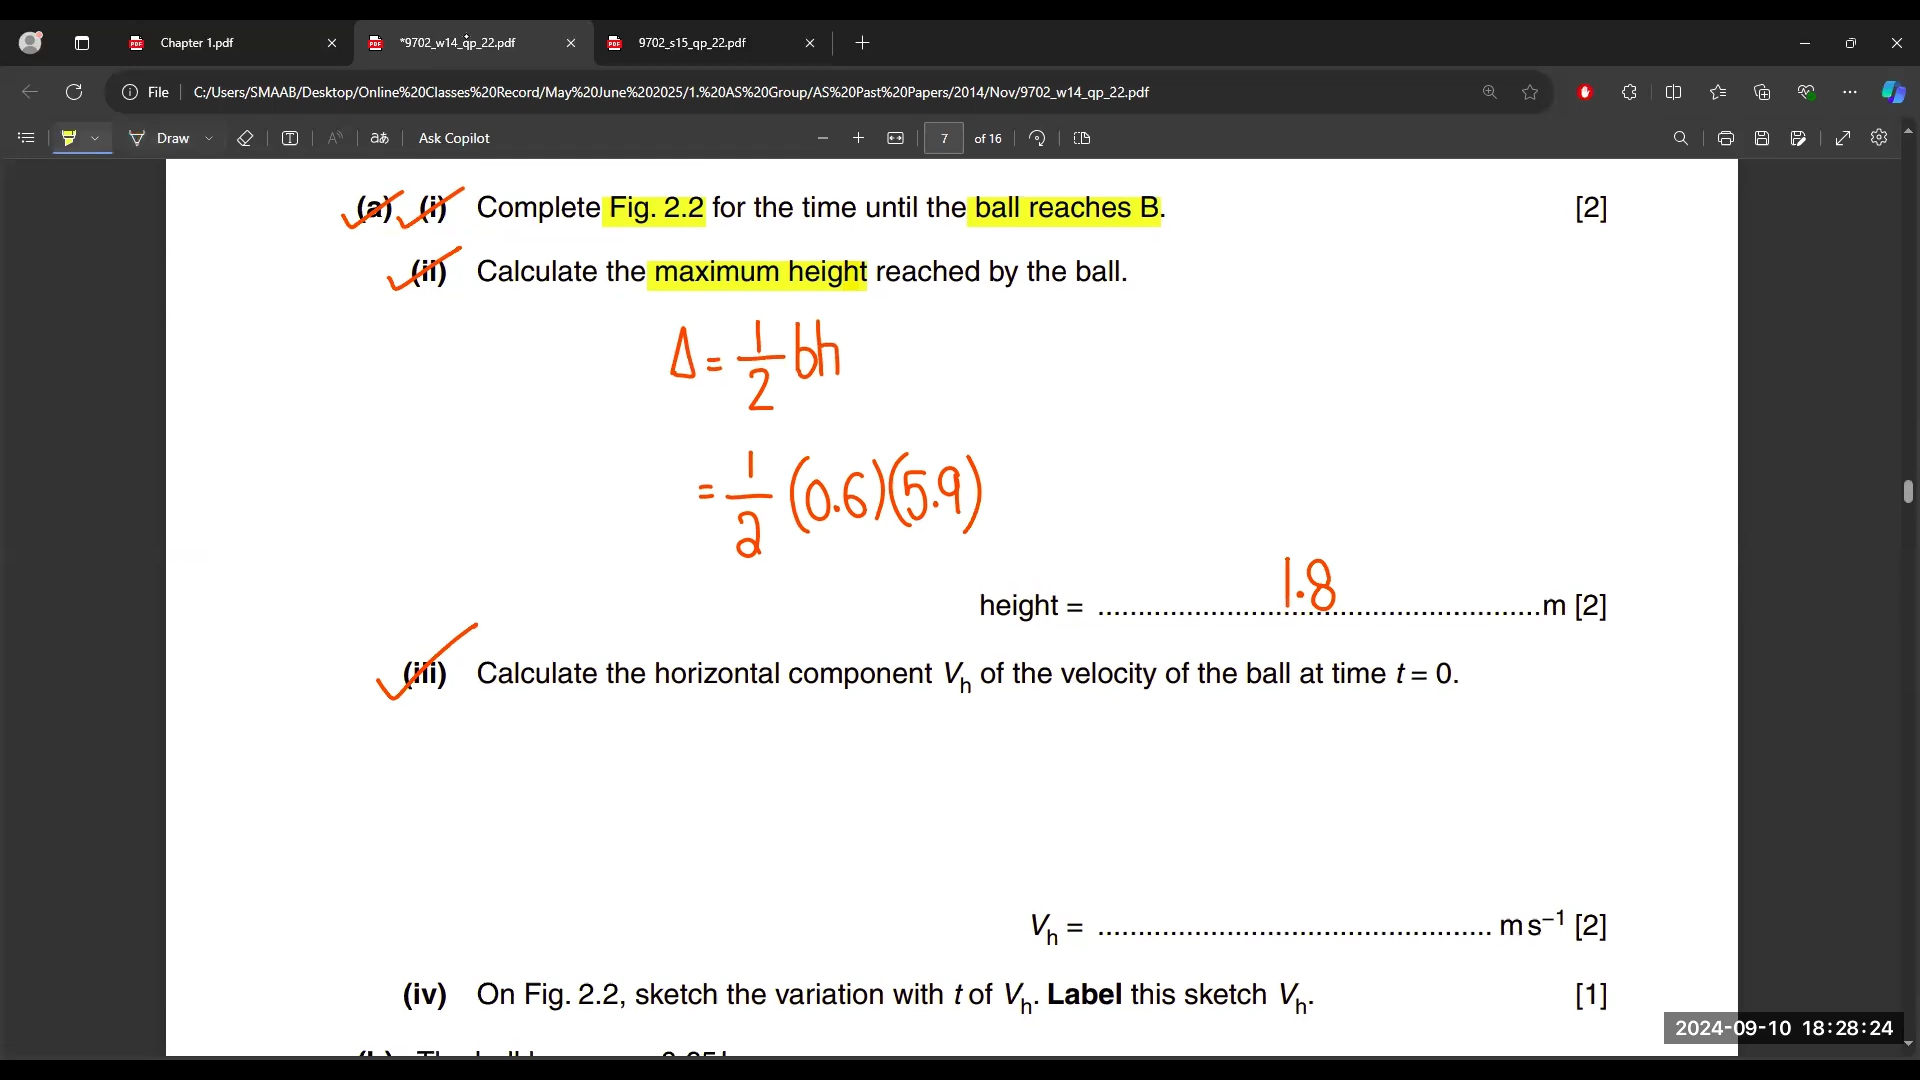 Chapter 1.pdf
*9702_w14_qp_22.pdf
9702_s15_qp_22.pdf
File
C:/Users/SMAAB/Desktop/Online%20Classes%20Record/May%20June%202025/1.%20AS%20Group/AS%20Past%20Papers/2014/Nov/9702_w14_qp_22.pdf
Draw
aあ
Ask Copilot
7 of 16
(a) (i) Complete Fig. 2.2 for the time until the ball reaches B. [2]
(ii) Calculate the maximum height reached by the ball.
Δ = 1/2 bh
= 1/2 (0.6)(5.9)
1.8
height = ...................................................... m [2]
(iii) Calculate the horizontal component Vh of the velocity of the ball at time t = 0.
Vh = ................................................ m s⁻¹ [2]
(iv) On Fig. 2.2, sketch the variation with t of Vh. Label this sketch Vh. [1]
2024-09-10 18:28:24